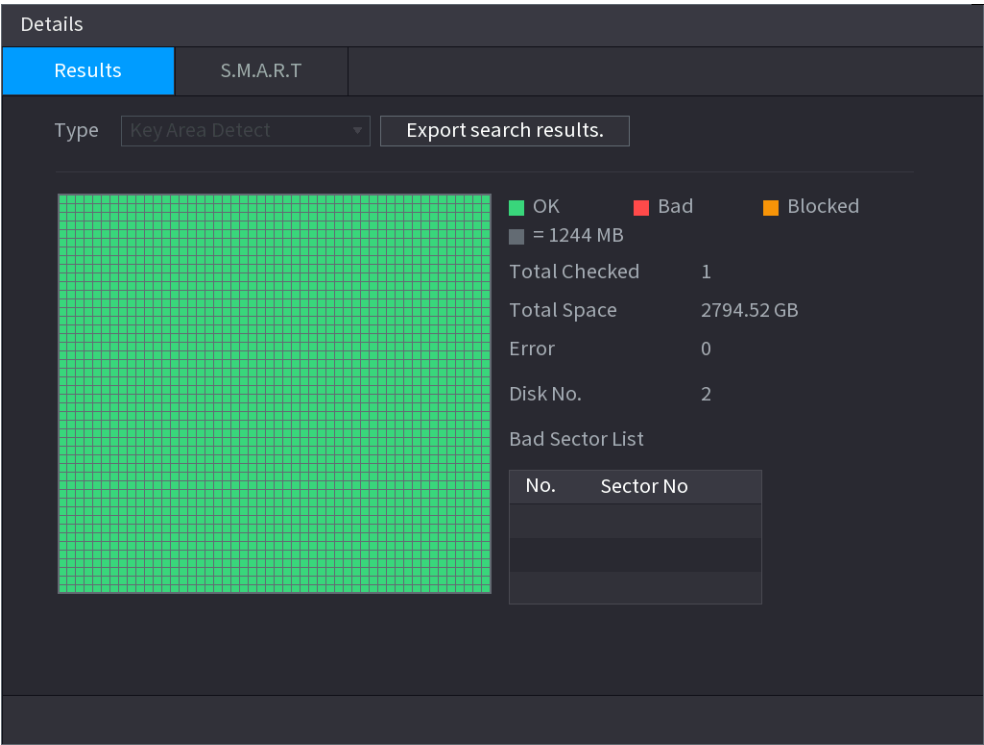 Details
Results S.M.A.R.T
Type Key Area Detect Export search results.
OK Bad Blocked
= 1244 MB
Total Checked 1
Total Space 2794.52 GB
Error 0
Disk No. 2
Bad Sector List
No. Sector No